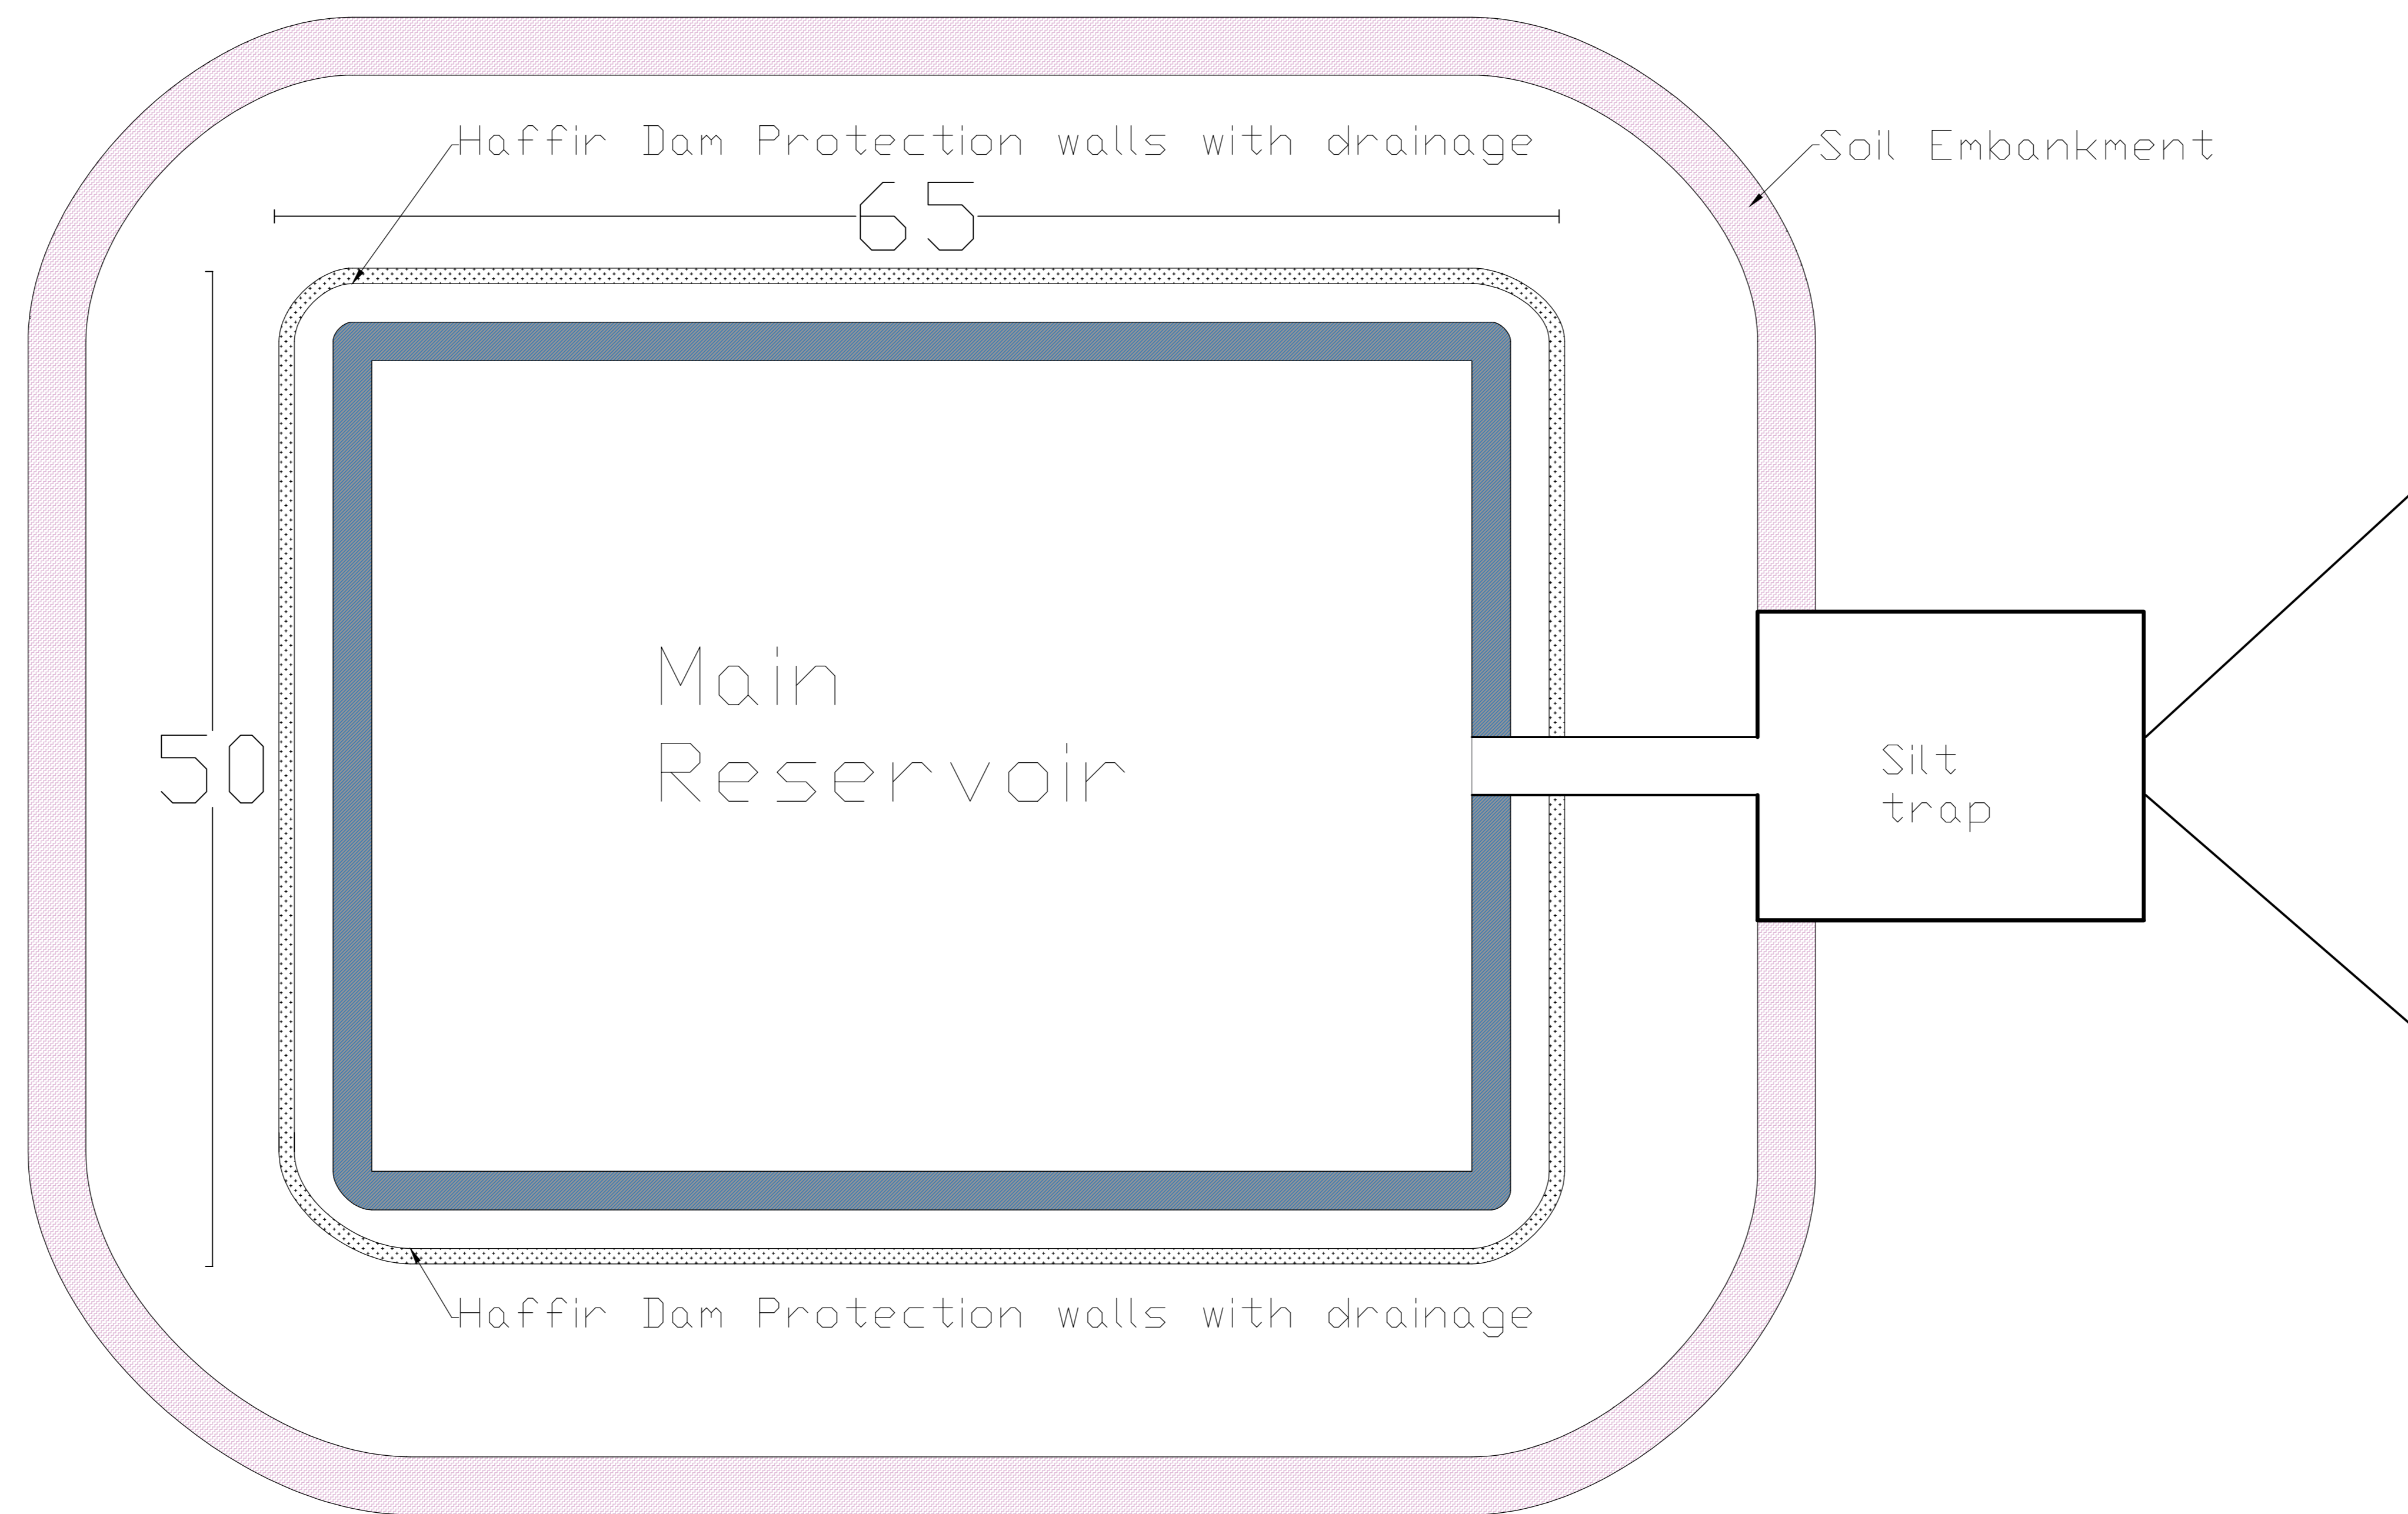 Haffir Dam Protection walls with drainage
Soil Embankment
65
50
Main
Reservoir
Silt
trap
Haffir Dam Protection walls with drainage